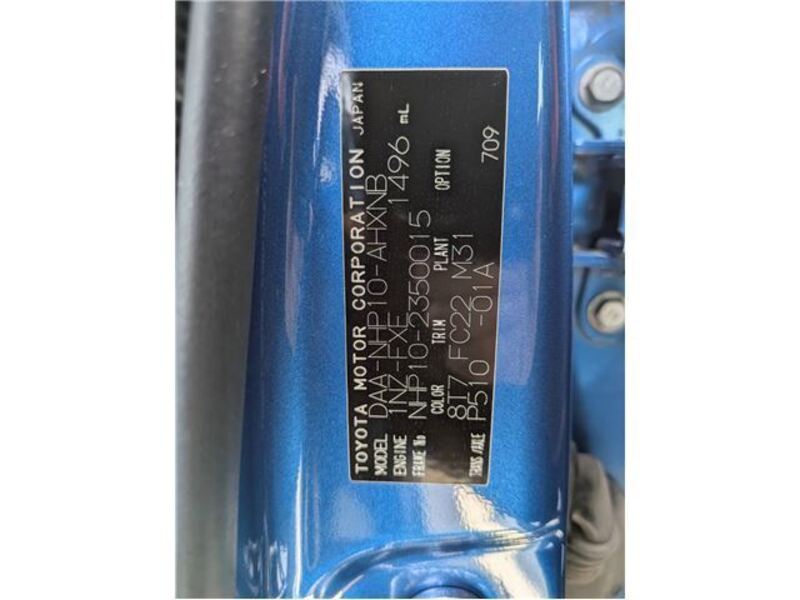 TOYOTA MOTOR CORPORATION JAPAN
MODEL DAA-NHP10-AHXNB
ENGINE 1NZ-FXE 1496 mL
FRAME No NHP10-2350015
COLOR TRIM PLANT OPTION
8T7 FC22 M31 709
TRANS/AXLE P510 -01A